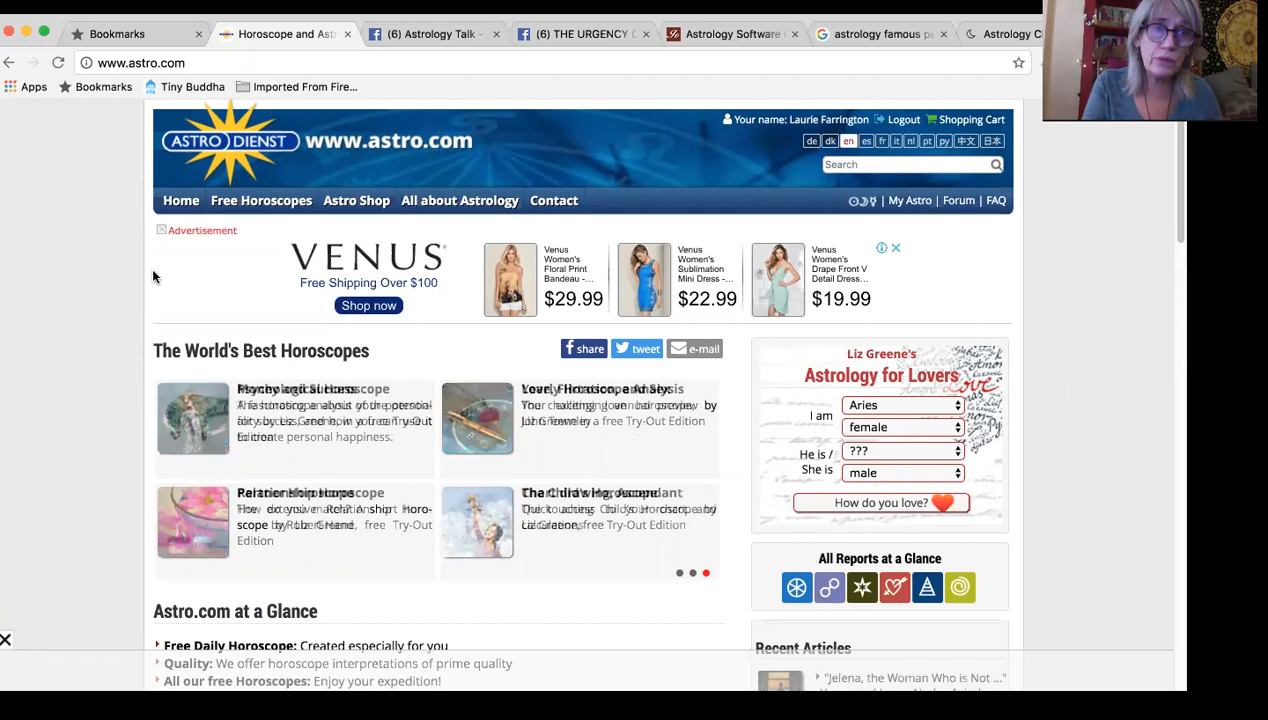 Bookmarks
Horoscope and Astr
(6) Astrology Talk -
(6) THE URGENCY C
Astrology Software
astrology famous pe
Astrology C
www.astro.com
Apps
Bookmarks
Tiny Buddha
Imported From Fire...
Your name: Laurie Farrington
Logout
Shopping Cart
ASTRO DIENST
www.astro.com
de dk en es fr it nl pt py 中文 日本
Search
Home
Free Horoscopes
Astro Shop
All about Astrology
Contact
| My Astro | Forum | FAQ
Advertisement
VENUS
Free Shipping Over $100
Shop now
Venus
Women's
Floral Print
Bandeau -...
$29.99
Venus
Women's
Sublimation
Mini Dress -...
$22.99
Venus
Women's
Drape Front V
Detail Dress...
$19.99
The World's Best Horoscopes
share
tweet
e-mail
Edition
Liz Greene's
Astrology for Lovers
I am
Aries
female
He is /
She is
???
male
How do you love?
All Reports at a Glance
Astro.com at a Glance
Free Daily Horoscope: Created especially for you
Quality: We offer horoscope interpretations of prime quality
All our free Horoscopes: Enjoy your expedition!
Recent Articles
"Jelena, the Woman Who is Not ..."